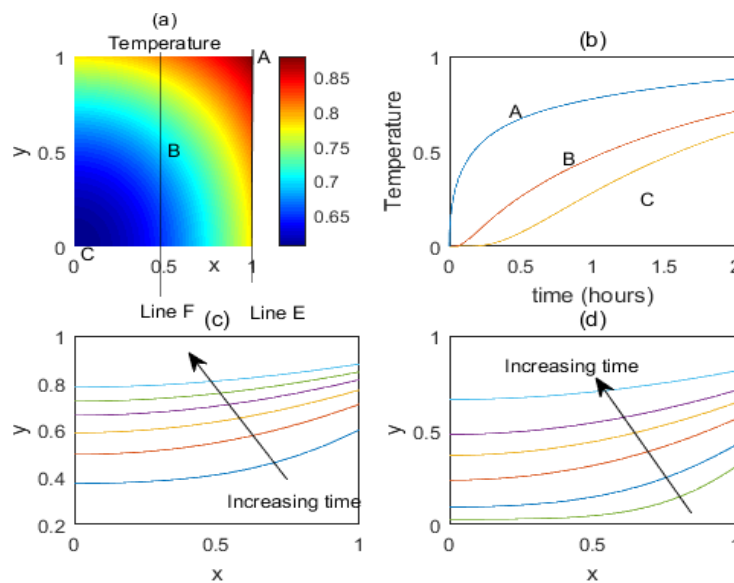 (a)
Temperature
1
0.5
0
y
0
0.5
x
1
A
B
C
0.85
0.8
0.75
0.7
0.65
Line F
Line E
(b)
1
0.5
0
Temperature
A
B
C
0
0.5
1
1.5
2
time (hours)
(c)
1
0.8
0.6
0.4
0.2
y
Increasing time
0
0.5
1
x
(d)
1
0.5
0
y
Increasing time
0
0.5
1
x